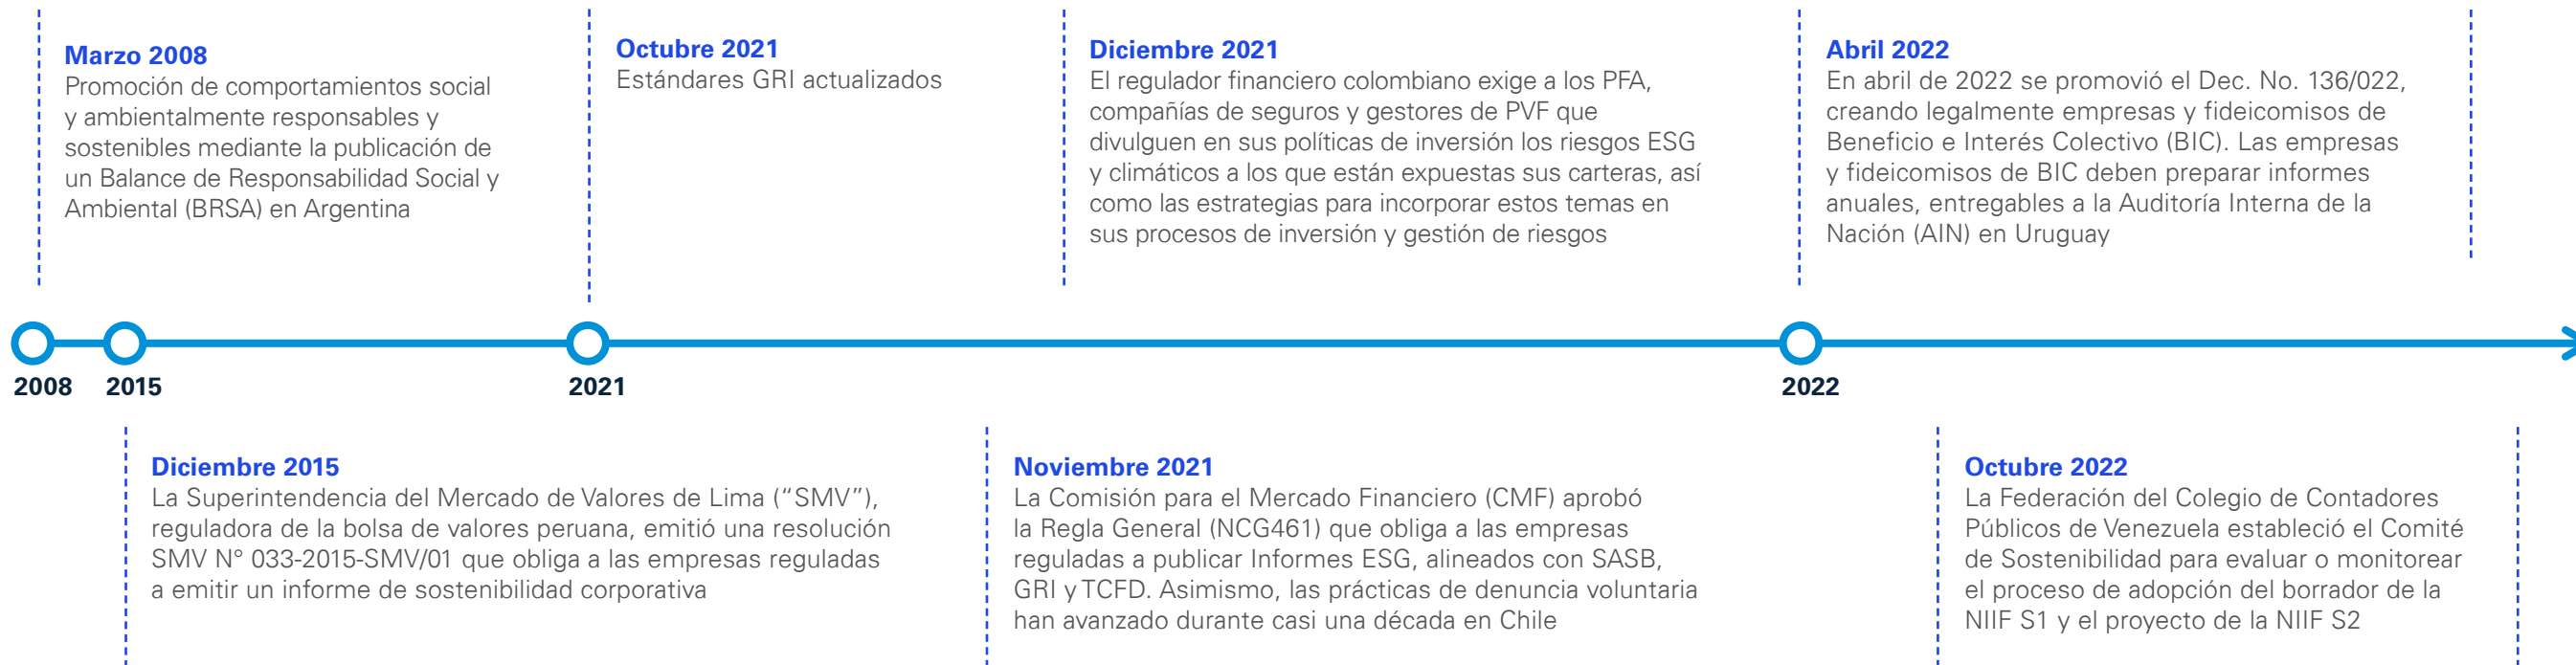 Marzo 2008
Promoción de comportamientos social
y ambientalmente responsables y
sostenibles mediante la publicación de
un Balance de Responsabilidad Social y
Ambiental (BRSA) en Argentina
Octubre 2021
Estándares GRI actualizados
Diciembre 2021
El regulador financiero colombiano exige a los PFA,
compañías de seguros y gestores de PVF que
divulguen en sus políticas de inversión los riesgos ESG
y climáticos a los que están expuestas sus carteras, así
como las estrategias para incorporar estos temas en
sus procesos de inversión y gestión de riesgos
Abril 2022
En abril de 2022 se promovió el Dec. No. 136/022,
creando legalmente empresas y fideicomisos de
Beneficio e Interés Colectivo (BIC). Las empresas
y fideicomisos de BIC deben preparar informes
anuales, entregables a la Auditoría Interna de la
Nación (AIN) en Uruguay
2008
2015
2021
2022
Diciembre 2015
La Superintendencia del Mercado de Valores de Lima (“SMV”),
reguladora de la bolsa de valores peruana, emitió una resolución
SMV N° 033-2015-SMV/01 que obliga a las empresas reguladas
a emitir un informe de sostenibilidad corporativa
Noviembre 2021
La Comisión para el Mercado Financiero (CMF) aprobó
la Regla General (NCG461) que obliga a las empresas
reguladas a publicar Informes ESG, alineados con SASB,
GRI y TCFD. Asimismo, las prácticas de denuncia voluntaria
han avanzado durante casi una década en Chile
Octubre 2022
La Federación del Colegio de Contadores
Públicos de Venezuela estableció el Comité
de Sostenibilidad para evaluar o monitorear
el proceso de adopción del borrador de la
NIIF S1 y el proyecto de la NIIF S2